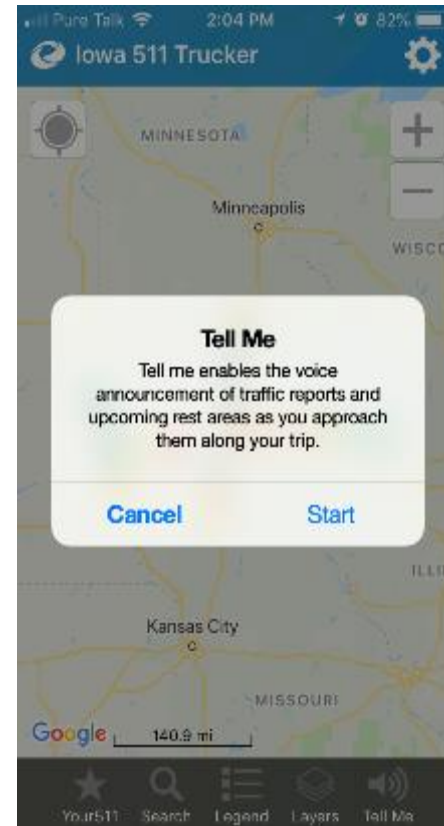 Pure Talk 2:04 PM 82%
Iowa 511 Trucker
MINNESOTA
Minneapolis
WISCO
Tell Me
Tell me enables the voice
announcement of traffic reports and
upcoming rest areas as you approach
them along your trip.
Cancel Start
ILLI
Kansas City
MISSOURI
Google 140.9 mi
Your511 Search Legend Layers Tell Me